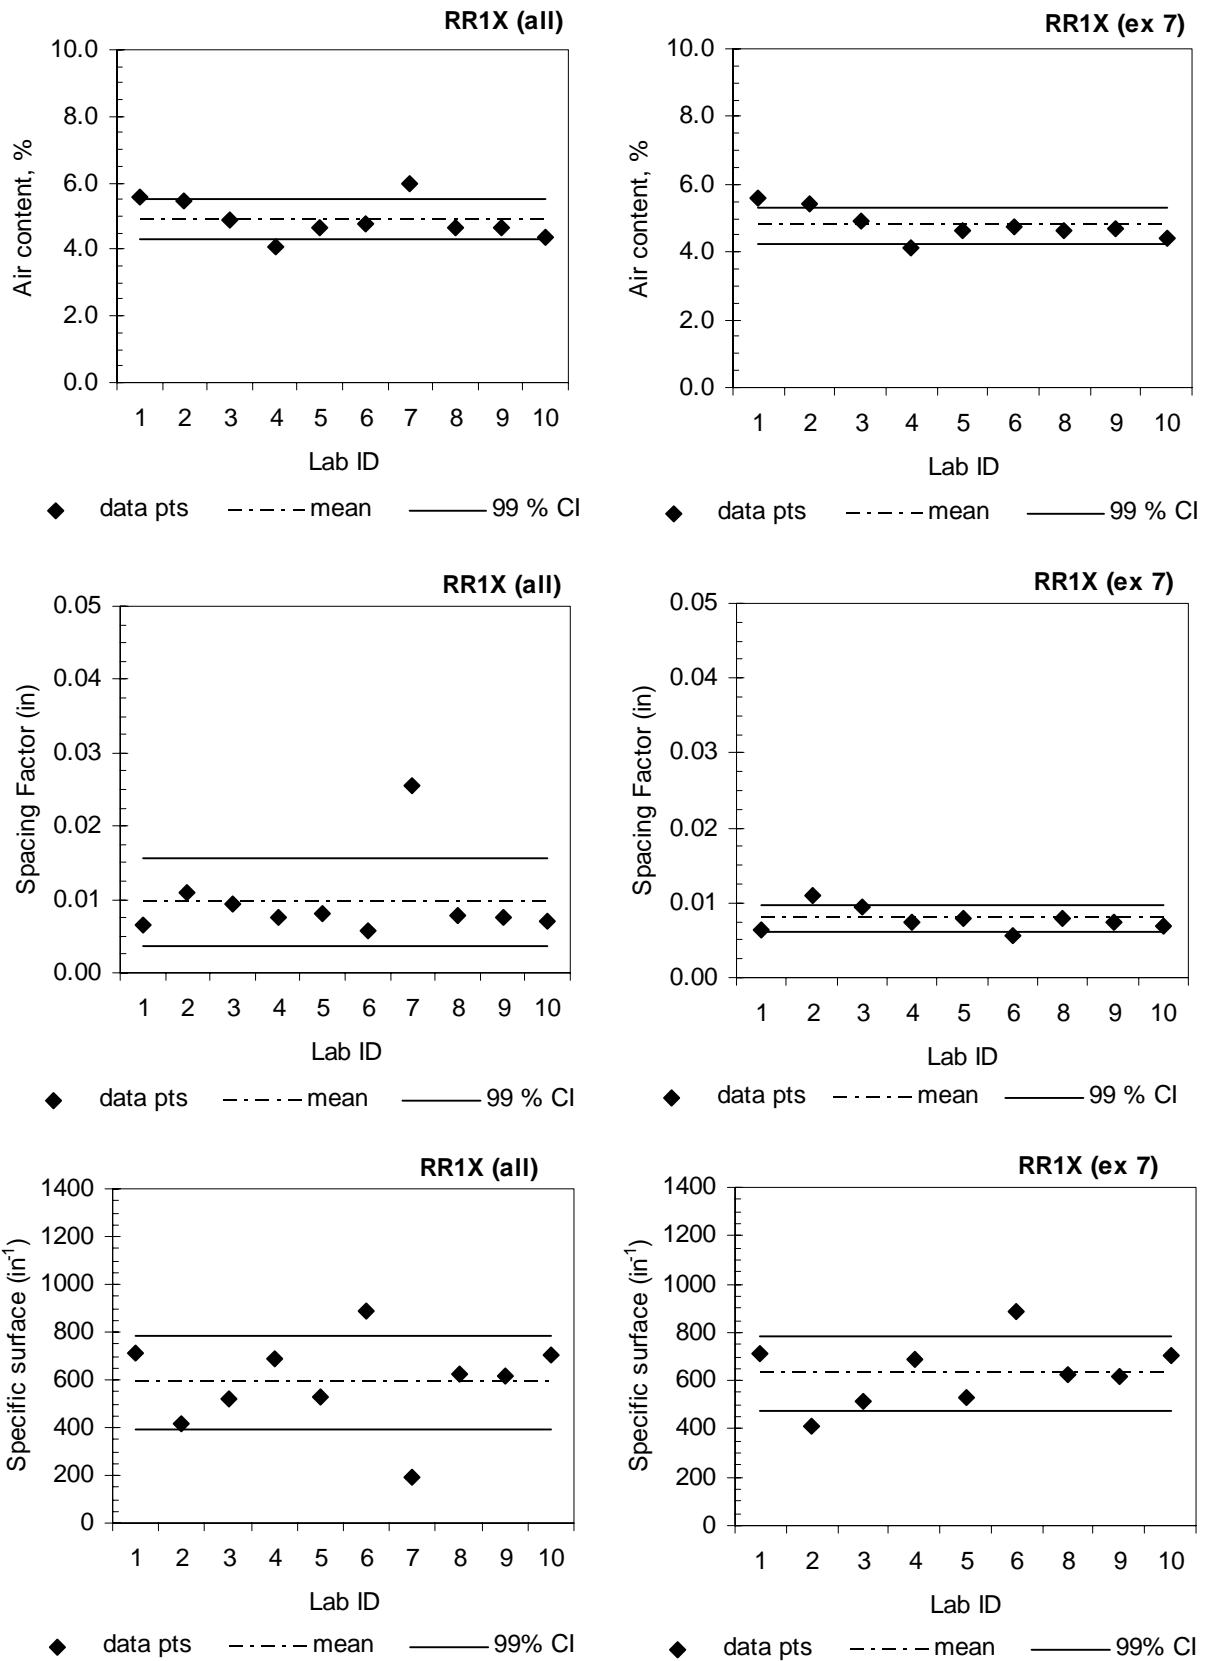 RR1X (all)
10.0
8.0
6.0
4.0
2.0
0.0
Air content, %
1 2 3 4 5 6 7 8 9 10
Lab ID
data pts mean 99 % CI
RR1X (ex 7)
10.0
8.0
6.0
4.0
2.0
0.0
Air content, %
1 2 3 4 5 6 8 9 10
Lab ID
data pts mean 99 % CI
RR1X (all)
0.05
0.04
0.03
0.02
0.01
0.00
Spacing Factor (in)
1 2 3 4 5 6 7 8 9 10
Lab ID
data pts mean 99 % CI
RR1X (ex 7)
0.05
0.04
0.03
0.02
0.01
0.00
Spacing Factor (in)
1 2 3 4 5 6 8 9 10
Lab ID
data pts mean 99 % CI
RR1X (all)
1400
1200
1000
800
600
400
200
0
Specific surface (in⁻¹)
1 2 3 4 5 6 7 8 9 10
Lab ID
data pts mean 99% CI
RR1X (ex 7)
1400
1200
1000
800
600
400
200
0
Specific surface (in⁻¹)
1 2 3 4 5 6 8 9 10
Lab ID
data pts mean 99% CI